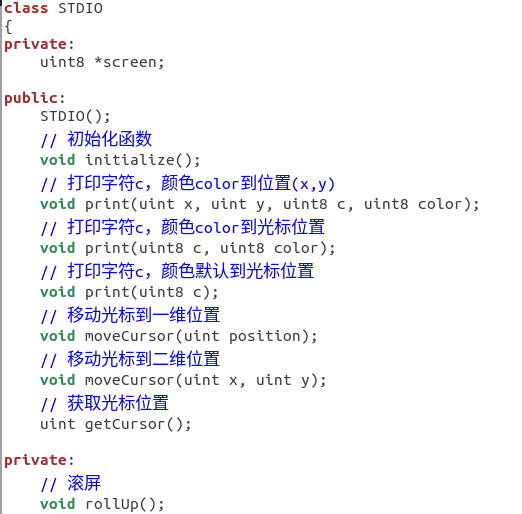 class STDIO
{
private:
    uint8 *screen;

public:
    STDIO();
    // 初始化函数
    void initialize();
    // 打印字符c，颜色color到位置(x,y)
    void print(uint x, uint y, uint8 c, uint8 color);
    // 打印字符c，颜色color到光标位置
    void print(uint8 c, uint8 color);
    // 打印字符c，颜色默认到光标位置
    void print(uint8 c);
    // 移动光标到一维位置
    void moveCursor(uint position);
    // 移动光标到二维位置
    void moveCursor(uint x, uint y);
    // 获取光标位置
    uint getCursor();

private:
    // 滚屏
    void rollUp();